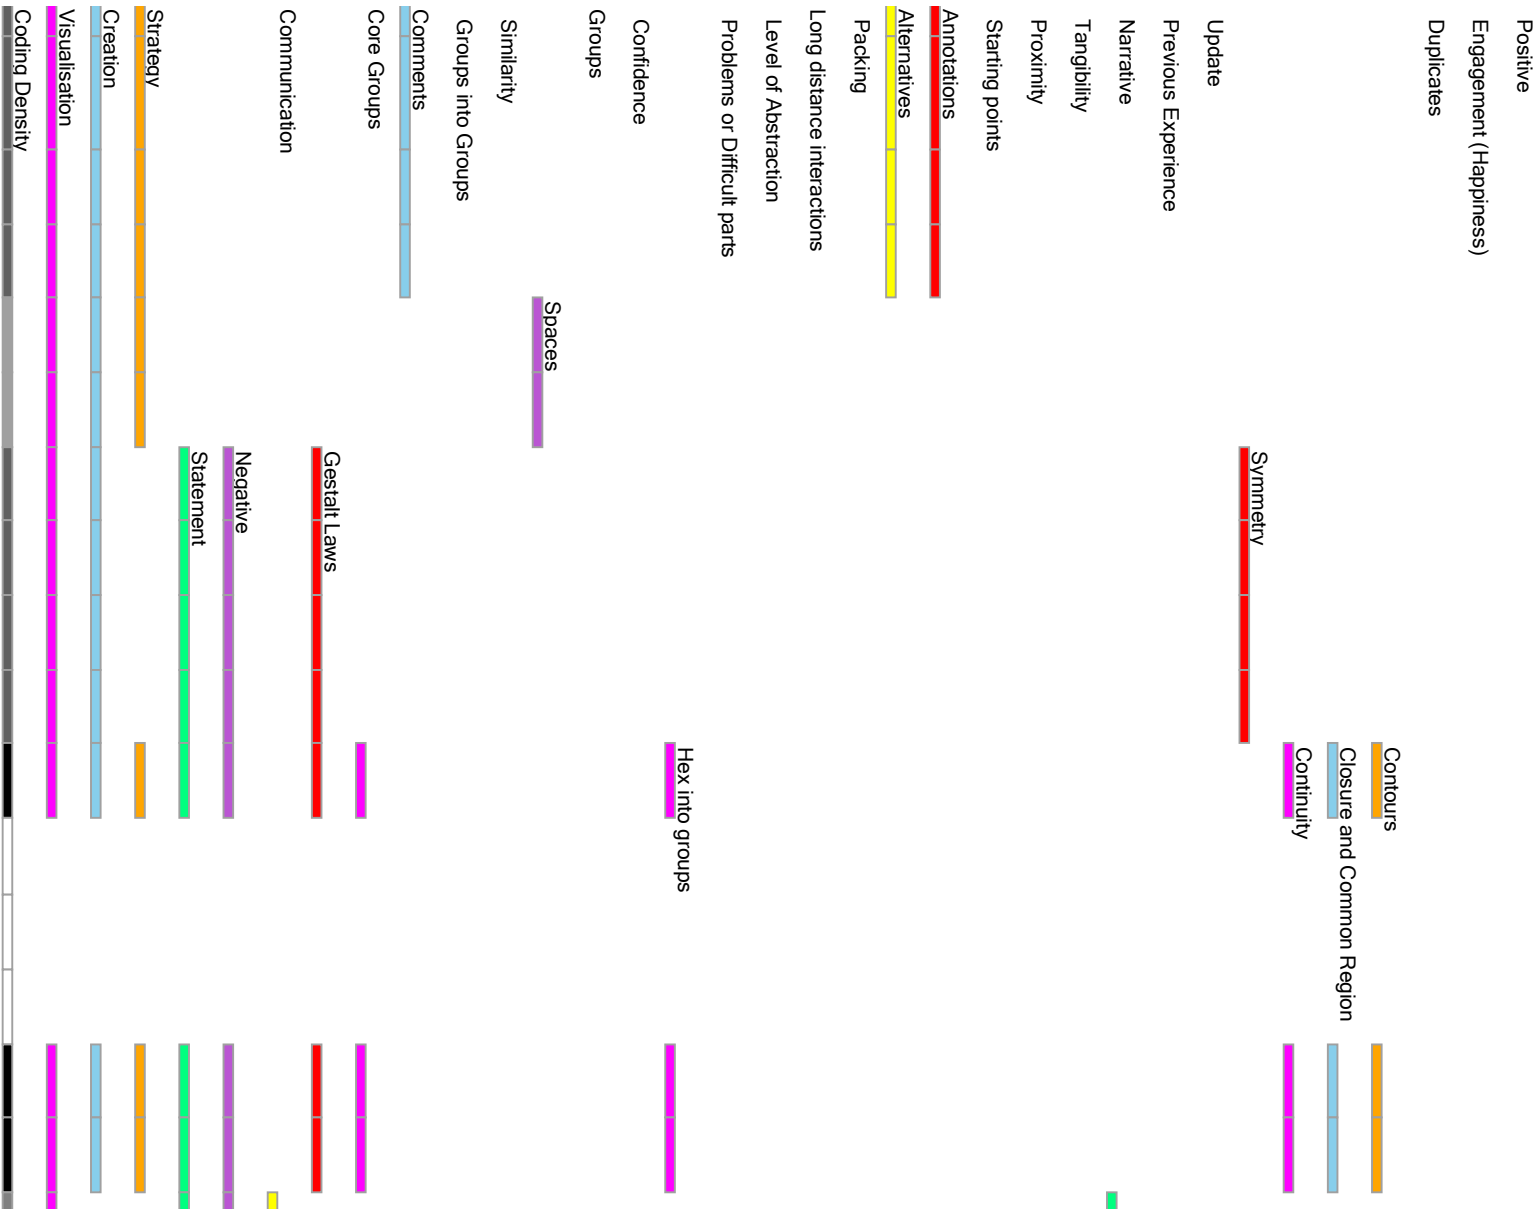 Coding Density
Visualisation
Creation
Strategy
Statement
Negative
Communication
Gestalt Laws
Core Groups
Comments
Groups into Groups
Similarity
Spaces
Groups
Confidence
Hex into groups
Problems or Difficult parts
Level of Abstraction
Long distance interactions
Packing
Alternatives
Annotations
Starting points
Proximity
Tangibility
Narrative
Previous Experience
Update
Symmetry
Continuity
Closure and Common Region
Contours
Duplicates
Engagement (Happiness)
Positive